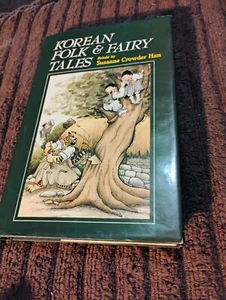 KOREAN
FOLK & FAIRY
TALES
Retold by
Suzanne Crowder Han